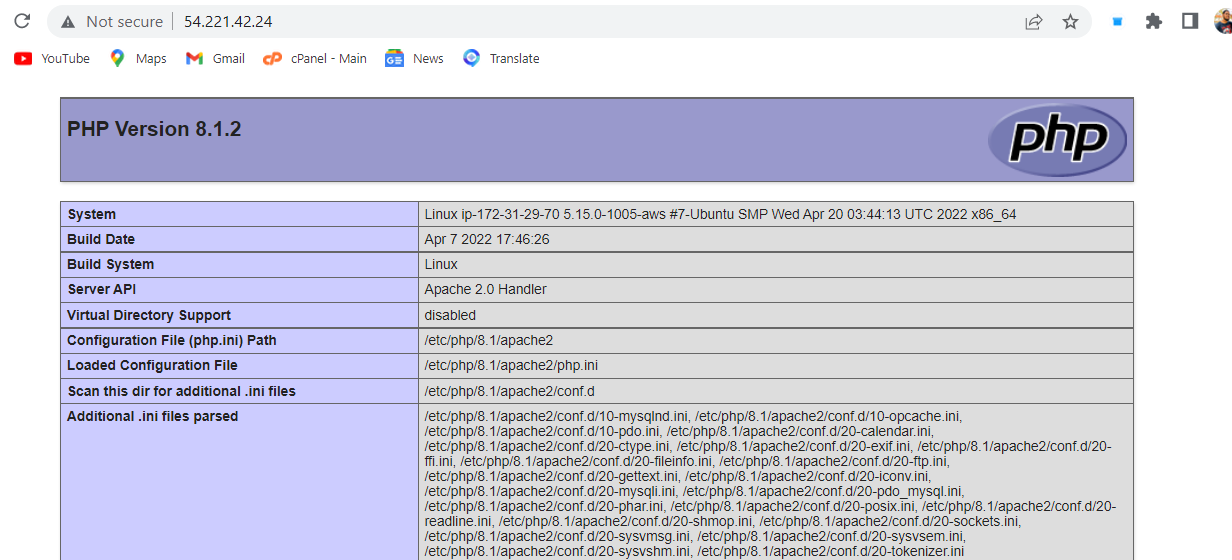 Not secure 54.221.42.24
YouTube Maps Gmail cPanel - Main News Translate
PHP Version 8.1.2
php
System Linux ip-172-31-29-70 5.15.0-1005-aws #7-Ubuntu SMP Wed Apr 20 03:44:13 UTC 2022 x86_64
Build Date Apr 7 2022 17:46:26
Build System Linux
Server API Apache 2.0 Handler
Virtual Directory Support disabled
Configuration File (php.ini) Path /etc/php/8.1/apache2
Loaded Configuration File /etc/php/8.1/apache2/php.ini
Scan this dir for additional .ini files /etc/php/8.1/apache2/conf.d
Additional .ini files parsed /etc/php/8.1/apache2/conf.d/10-mysqlnd.ini, /etc/php/8.1/apache2/conf.d/10-opcache.ini,
/etc/php/8.1/apache2/conf.d/10-pdo.ini, /etc/php/8.1/apache2/conf.d/20-calendar.ini,
/etc/php/8.1/apache2/conf.d/20-ctype.ini, /etc/php/8.1/apache2/conf.d/20-exif.ini, /etc/php/8.1/apache2/conf.d/20-
ffi.ini, /etc/php/8.1/apache2/conf.d/20-fileinfo.ini, /etc/php/8.1/apache2/conf.d/20-ftp.ini,
/etc/php/8.1/apache2/conf.d/20-gettext.ini, /etc/php/8.1/apache2/conf.d/20-iconv.ini,
/etc/php/8.1/apache2/conf.d/20-mysqli.ini, /etc/php/8.1/apache2/conf.d/20-pdo_mysql.ini,
/etc/php/8.1/apache2/conf.d/20-phar.ini, /etc/php/8.1/apache2/conf.d/20-posix.ini, /etc/php/8.1/apache2/conf.d/20-
readline.ini, /etc/php/8.1/apache2/conf.d/20-shmop.ini, /etc/php/8.1/apache2/conf.d/20-sockets.ini,
/etc/php/8.1/apache2/conf.d/20-sysvmsg.ini, /etc/php/8.1/apache2/conf.d/20-sysvsem.ini,
/etc/php/8.1/apache2/conf.d/20-sysvshm.ini, /etc/php/8.1/apache2/conf.d/20-tokenizer.ini